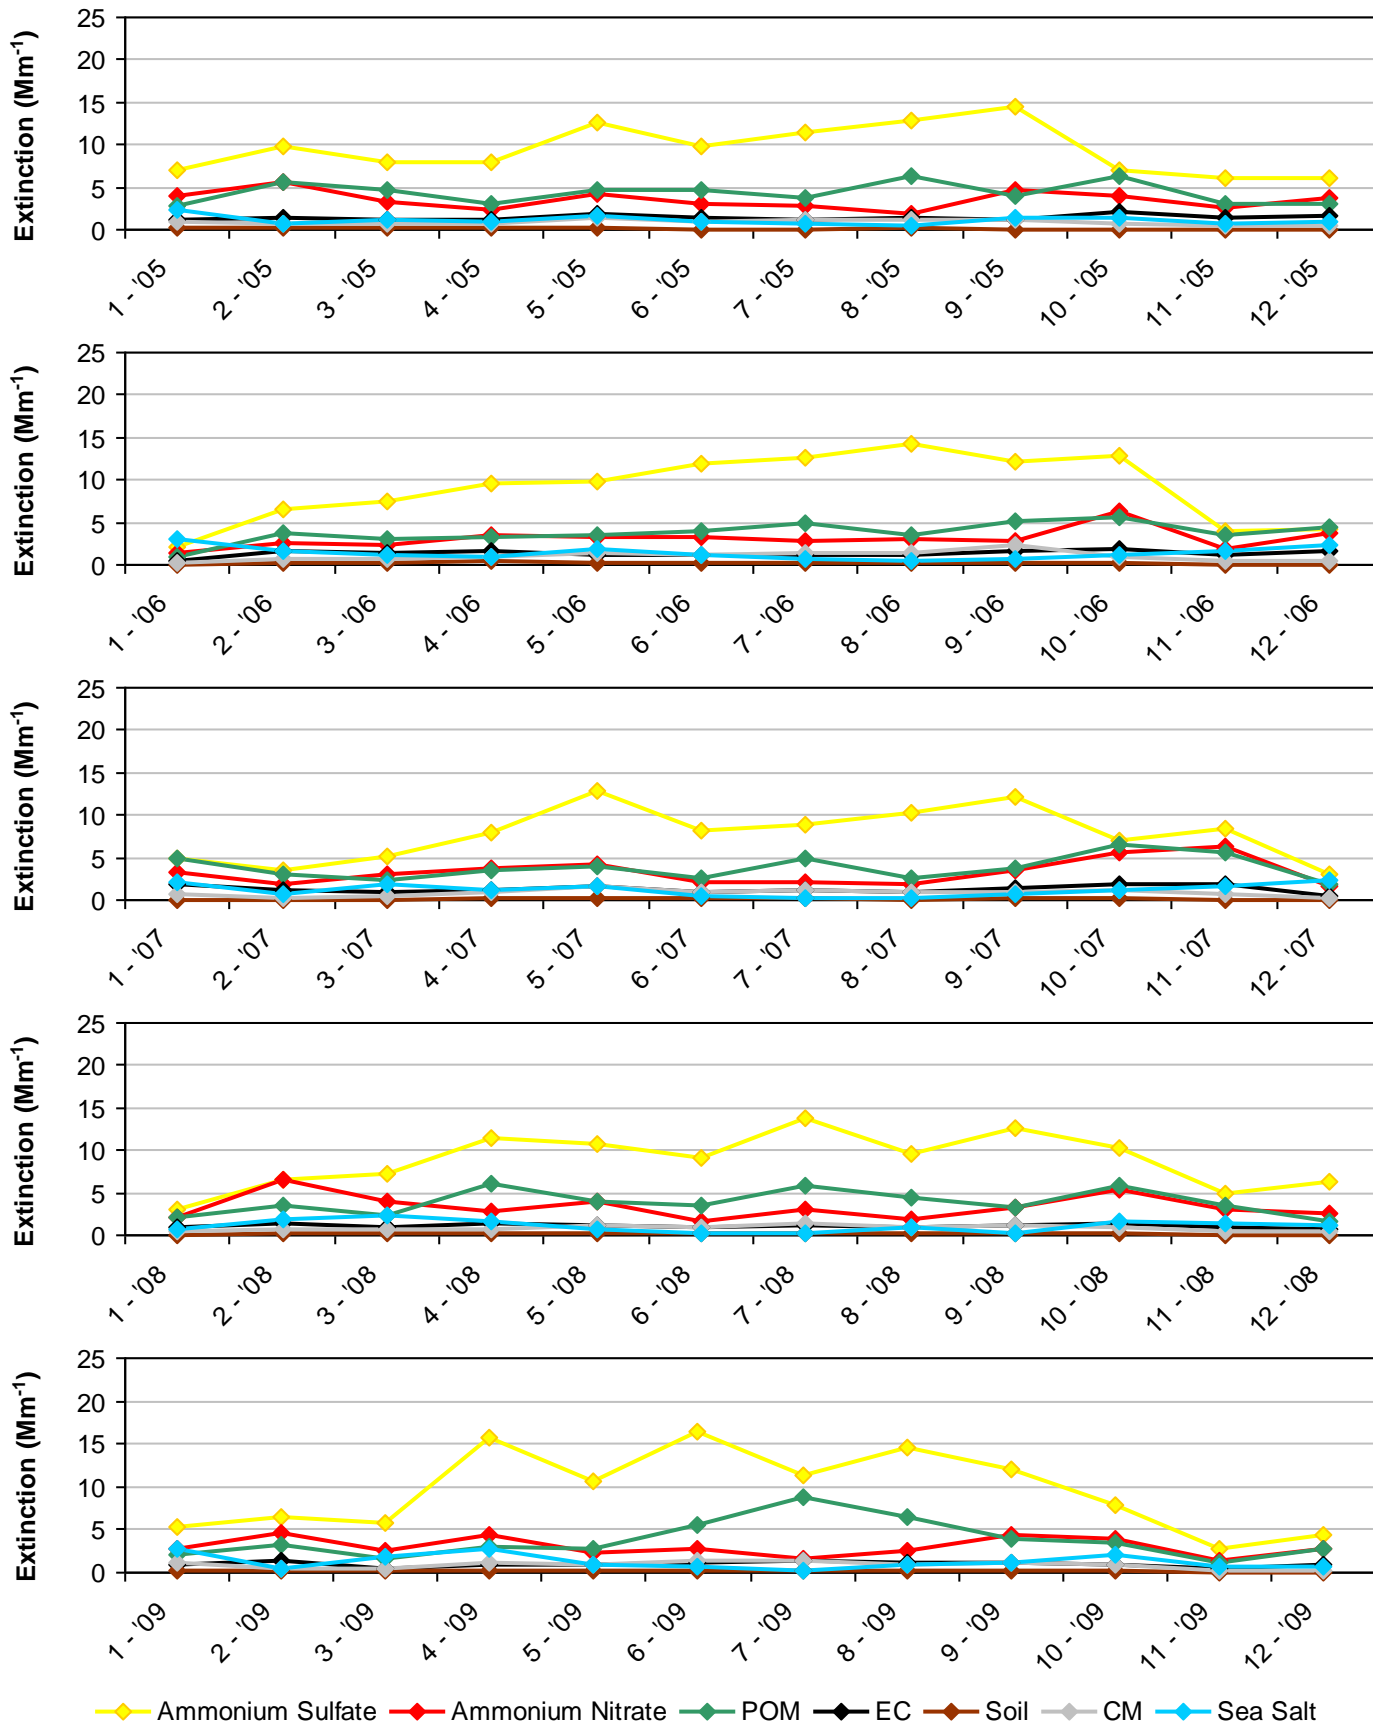 Extinction (Mm⁻¹)
25
20
15
10
5
0
1 - '05
2 - '05
3 - '05
4 - '05
5 - '05
6 - '05
7 - '05
8 - '05
9 - '05
10 - '05
11 - '05
12 - '05
Extinction (Mm⁻¹)
25
20
15
10
5
0
1 - '06
2 - '06
3 - '06
4 - '06
5 - '06
6 - '06
7 - '06
8 - '06
9 - '06
10 - '06
11 - '06
12 - '06
Extinction (Mm⁻¹)
25
20
15
10
5
0
1 - '07
2 - '07
3 - '07
4 - '07
5 - '07
6 - '07
7 - '07
8 - '07
9 - '07
10 - '07
11 - '07
12 - '07
Extinction (Mm⁻¹)
25
20
15
10
5
0
1 - '08
2 - '08
3 - '08
4 - '08
5 - '08
6 - '08
7 - '08
8 - '08
9 - '08
10 - '08
11 - '08
12 - '08
Extinction (Mm⁻¹)
25
20
15
10
5
0
1 - '09
2 - '09
3 - '09
4 - '09
5 - '09
6 - '09
7 - '09
8 - '09
9 - '09
10 - '09
11 - '09
12 - '09
Ammonium Sulfate Ammonium Nitrate POM EC Soil CM Sea Salt